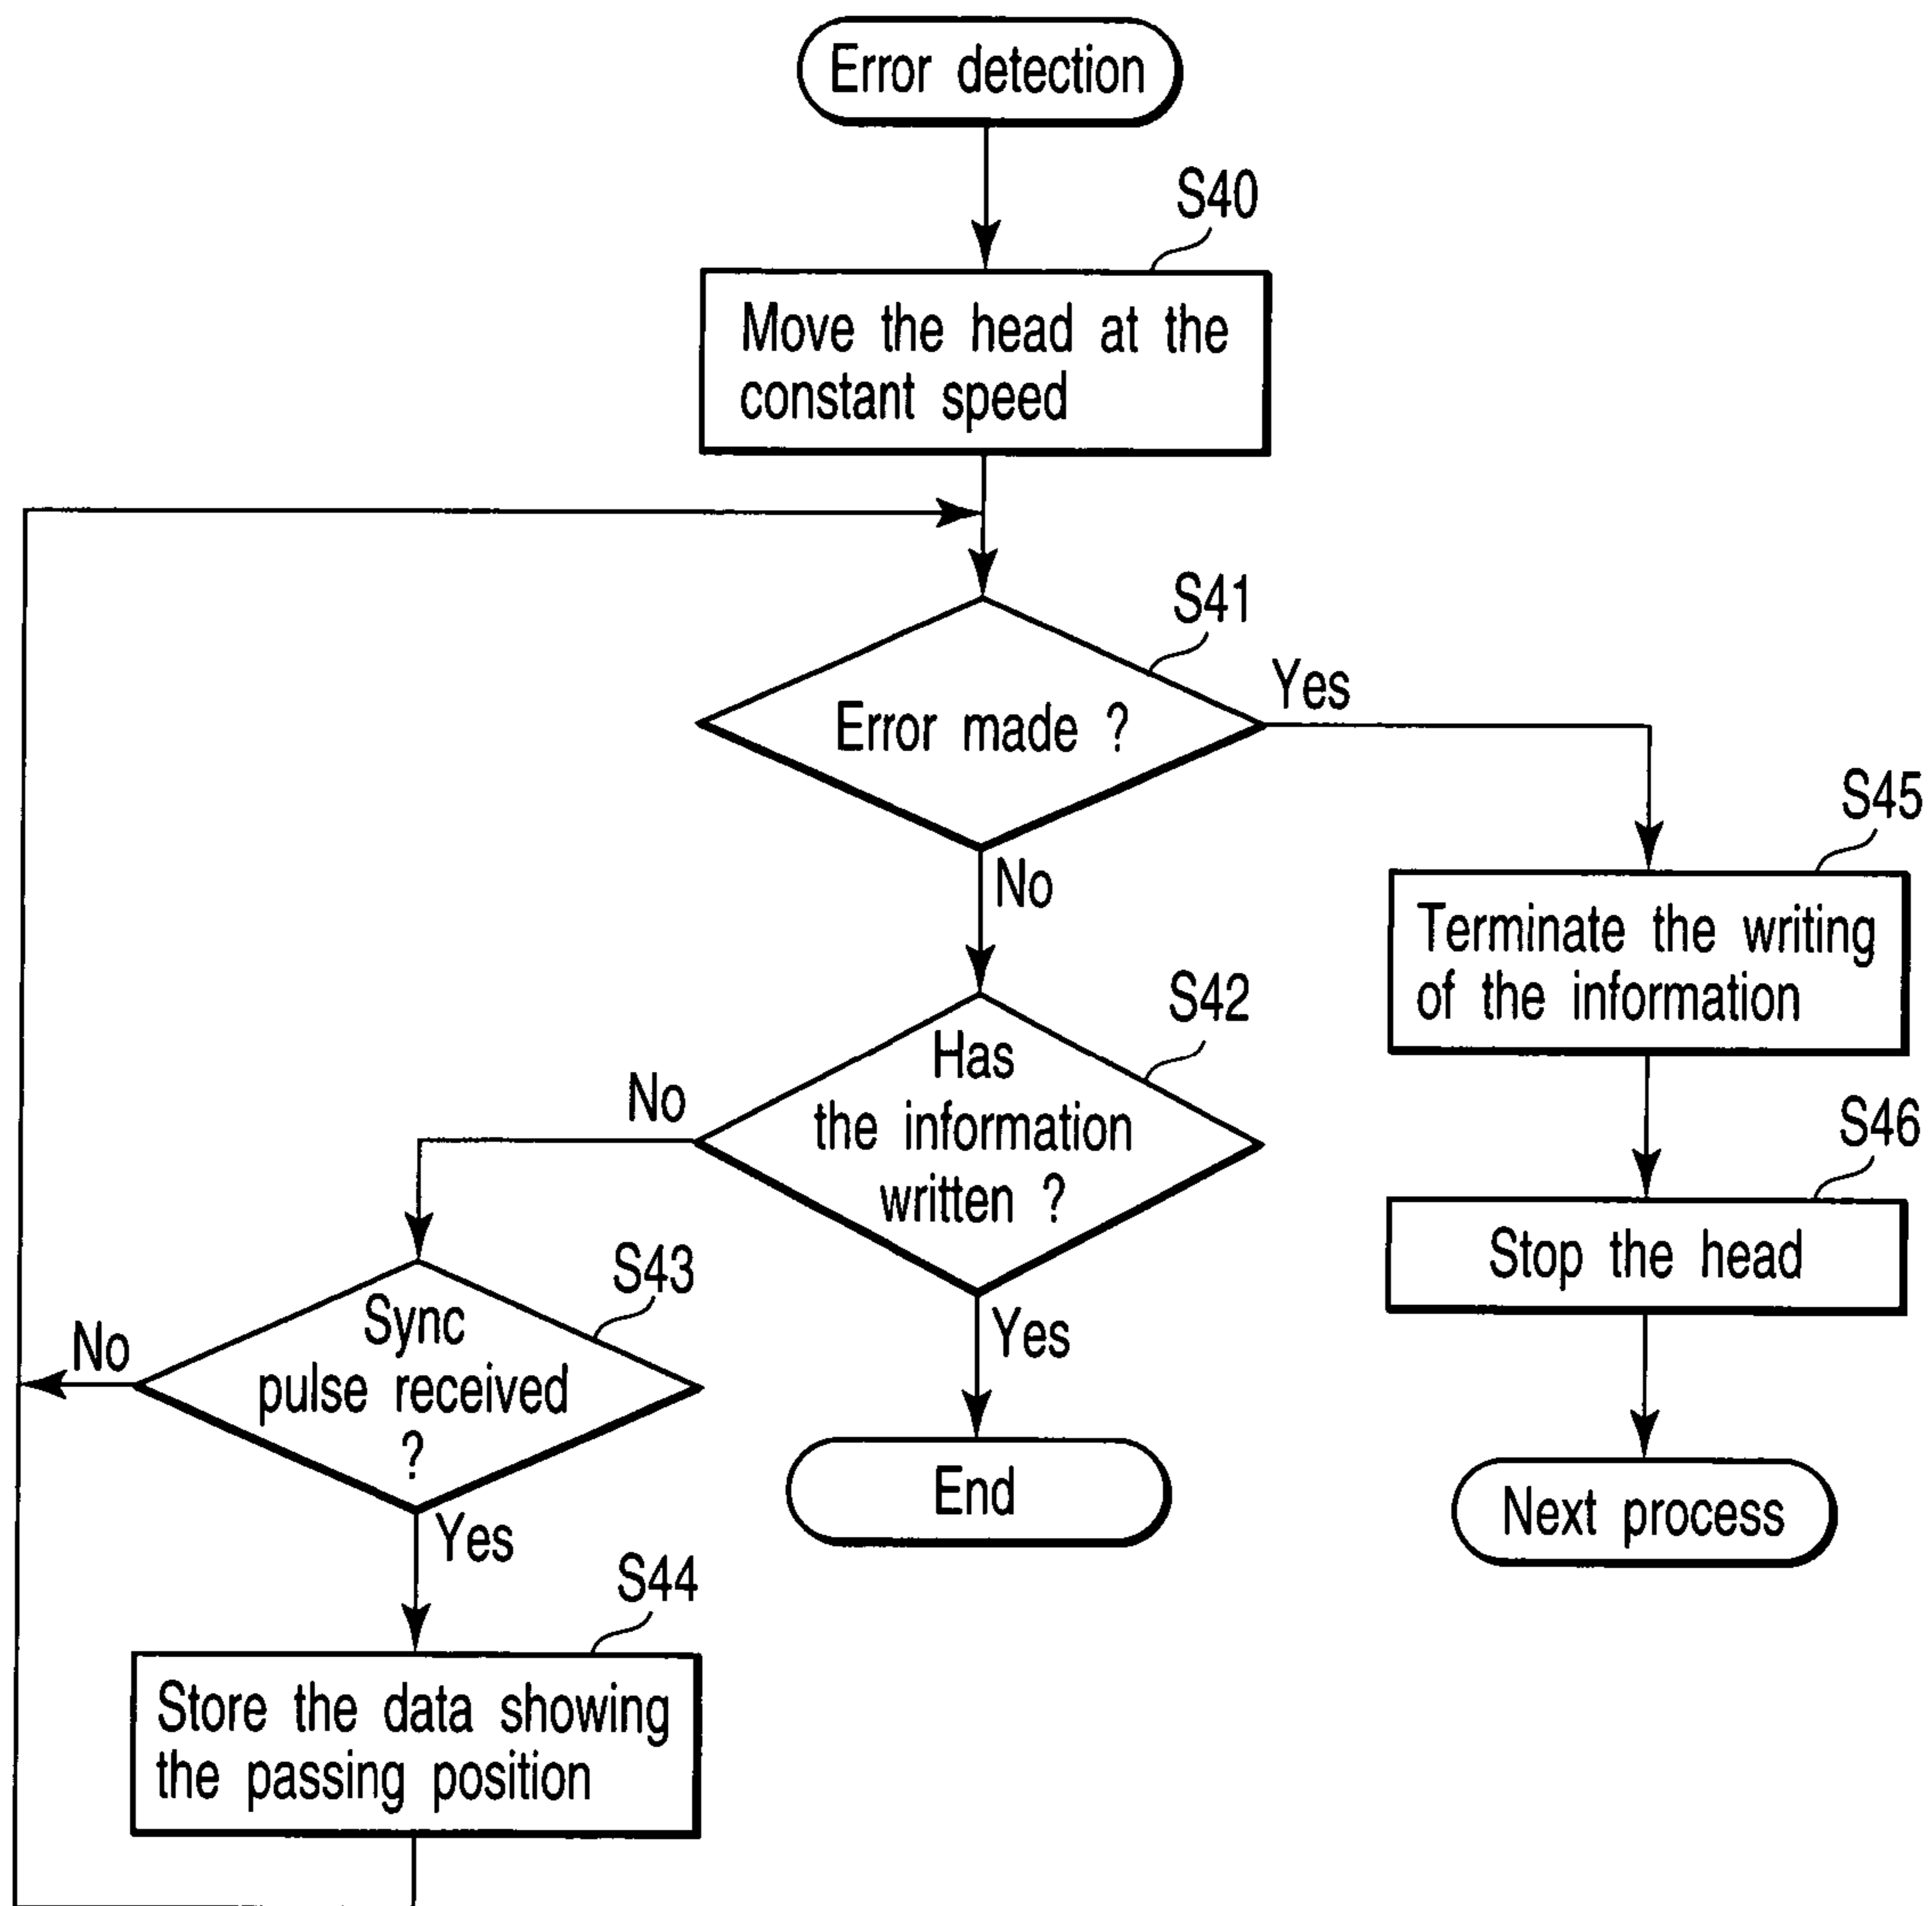 Error detection
S40
Move the head at the
constant speed
S41
Error made ?
Yes
No
S45
Terminate the writing
of the information
S42
Has
the information
written ?
No
Yes
S46
Stop the head
S43
Sync
pulse received
?
No
Yes
End
Next process
S44
Store the data showing
the passing position